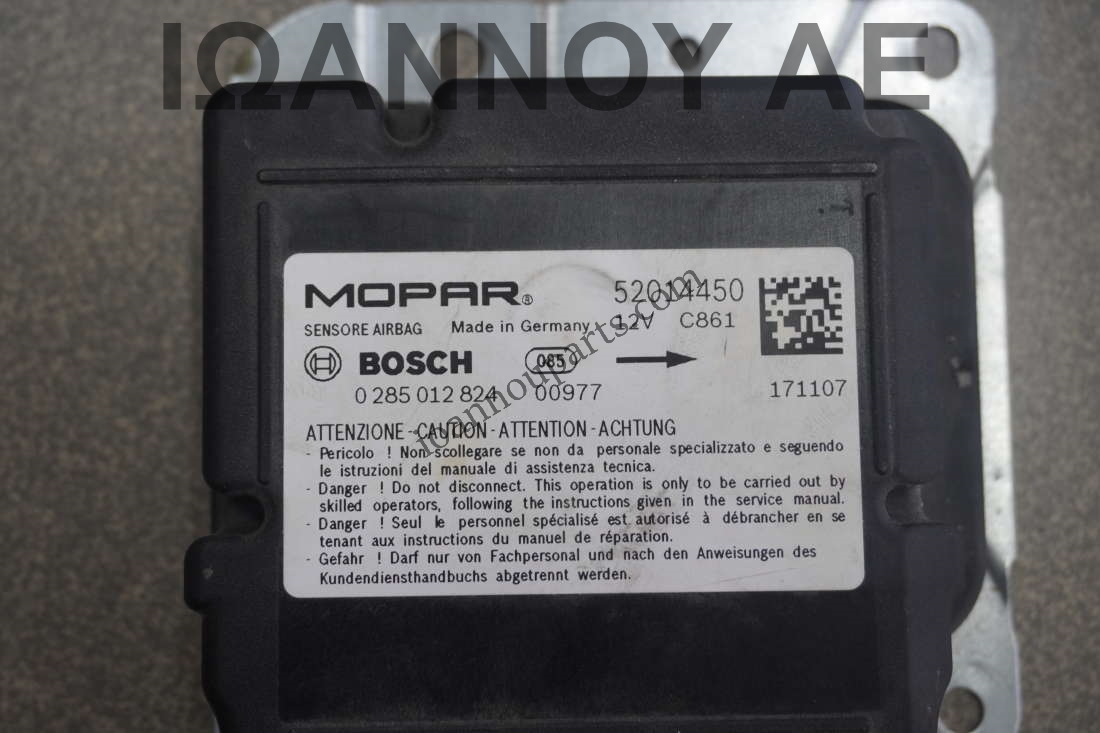 ΙΩΑΝΝΟΥ ΑΕ
MOPAR® 52014450
SENSORE AIRBAG Made in Germany 12V C861
BOSCH 085
0 285 012 824 00977 171107
ioannouparts.com
ATTENZIONE - CAUTION - ATTENTION - ACHTUNG
- Pericolo ! Non scollegare se non da personale specializzato e seguendo
le istruzioni del manuale di assistenza tecnica.
- Danger ! Do not disconnect. This operation is only to be carried out by
skilled operators, following the instructions given in the service manual.
- Danger ! Seul le personnel spécialisé est autorisé à débrancher en se
tenant aux instructions du manuel de réparation.
- Gefahr ! Darf nur von Fachpersonal und nach den Anweisungen des
Kundendiensthandbuchs abgetrennt werden.